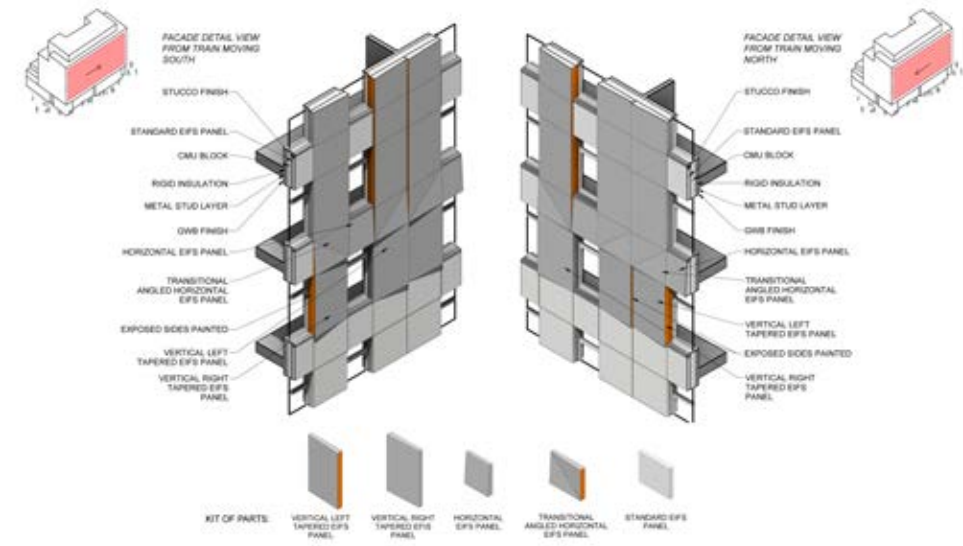 FACADE DETAIL VIEW
FROM TRAIN MOVING
SOUTH
STUCCO FINISH
STANDARD EIFS PANEL
CMU BLOCK
RIGID INSULATION
METAL STUD LAYER
GWB FINISH
HORIZONTAL EIFS PANEL
TRANSITIONAL
ANGLED HORIZONTAL
EIFS PANEL
EXPOSED SIDES PAINTED
VERTICAL LEFT
TAPERED EIFS PANEL
VERTICAL RIGHT
TAPERED EIFS
PANEL
FACADE DETAIL VIEW
FROM TRAIN MOVING
NORTH
STUCCO FINISH
STANDARD EIFS PANEL
CMU BLOCK
RIGID INSULATION
METAL STUD LAYER
GWB FINISH
HORIZONTAL EIFS PANEL
TRANSITIONAL
ANGLED HORIZONTAL
EIFS PANEL
VERTICAL LEFT
TAPERED EIFS PANEL
EXPOSED SIDES PAINTED
VERTICAL RIGHT
TAPERED EIFS
PANEL
KIT OF PARTS:
VERTICAL LEFT
TAPERED EIFS
PANEL
VERTICAL RIGHT
TAPERED EFIS
PANEL
HORIZONTAL
EIFS PANEL
TRANSITIONAL
ANGLED HORIZONTAL
EIFS PANEL
STANDARD EIFS
PANEL